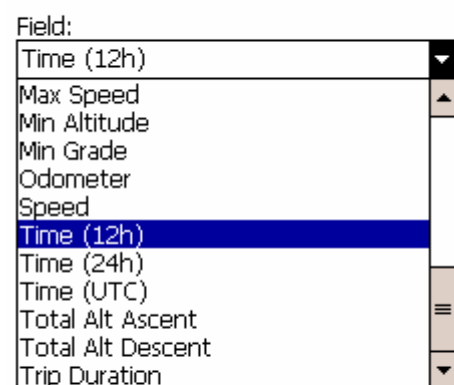 Field:
Time (12h)
Max Speed
Min Altitude
Min Grade
Odometer
Speed
Time (12h)
Time (24h)
Time (UTC)
Total Alt Ascent
Total Alt Descent
Trip Duration